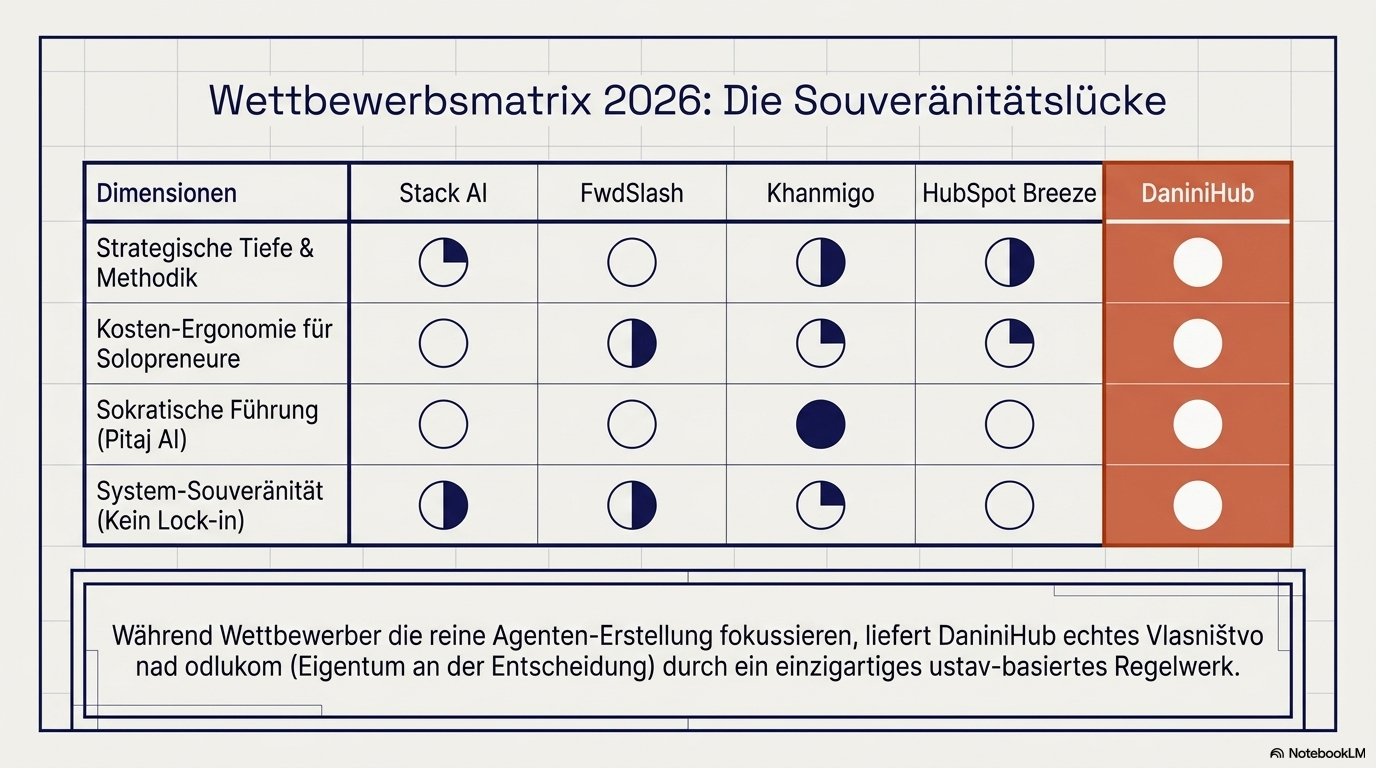 Wettbewerbsmatrix 2026: Die Souveränitätslücke
Dimensionen
Stack AI
FwdSlash
Khanmigo
HubSpot Breeze
DaniniHub
Strategische Tiefe &
Methodik
Kosten-Ergonomie für
Solopreneure
Sokratische Führung
(Pitaj AI)
System-Souveränität
(Kein Lock-in)
Während Wettbewerber die reine Agenten-Erstellung fokussieren, liefert DaniniHub echtes Vlasništvo
nad odlukom (Eigentum an der Entscheidung) durch ein einzigartiges ustav-basiertes Regelwerk.
NotebookLM